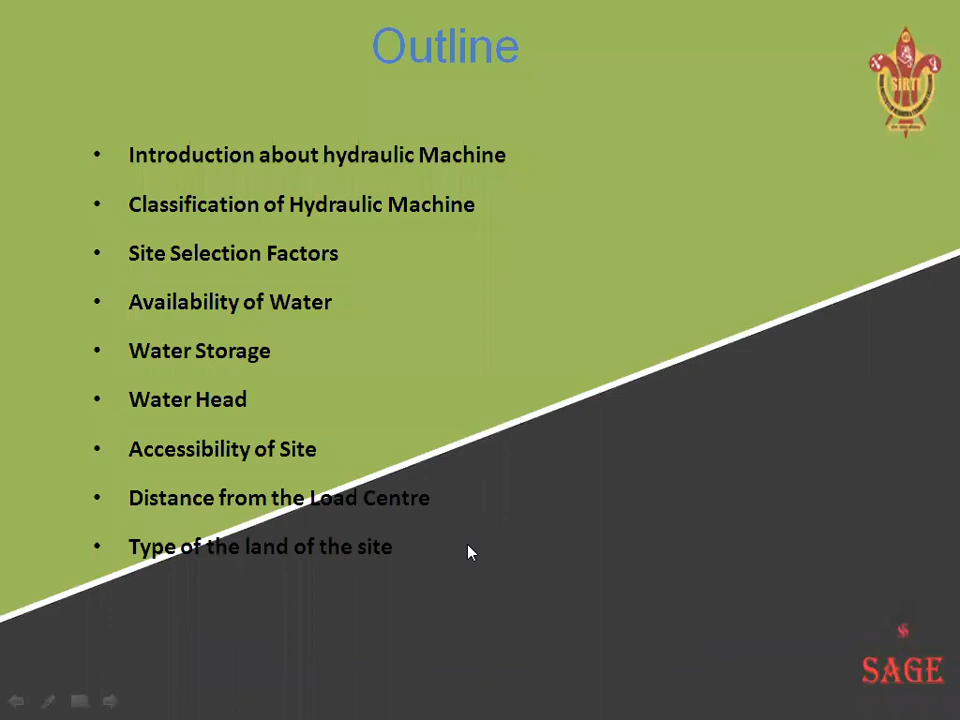 Outline
SIRT
• Introduction about hydraulic Machine
• Classification of Hydraulic Machine
• Site Selection Factors
• Availability of Water
• Water Storage
• Water Head
• Accessibility of Site
• Distance from the Load Centre
• Type of the land of the site
SAGE